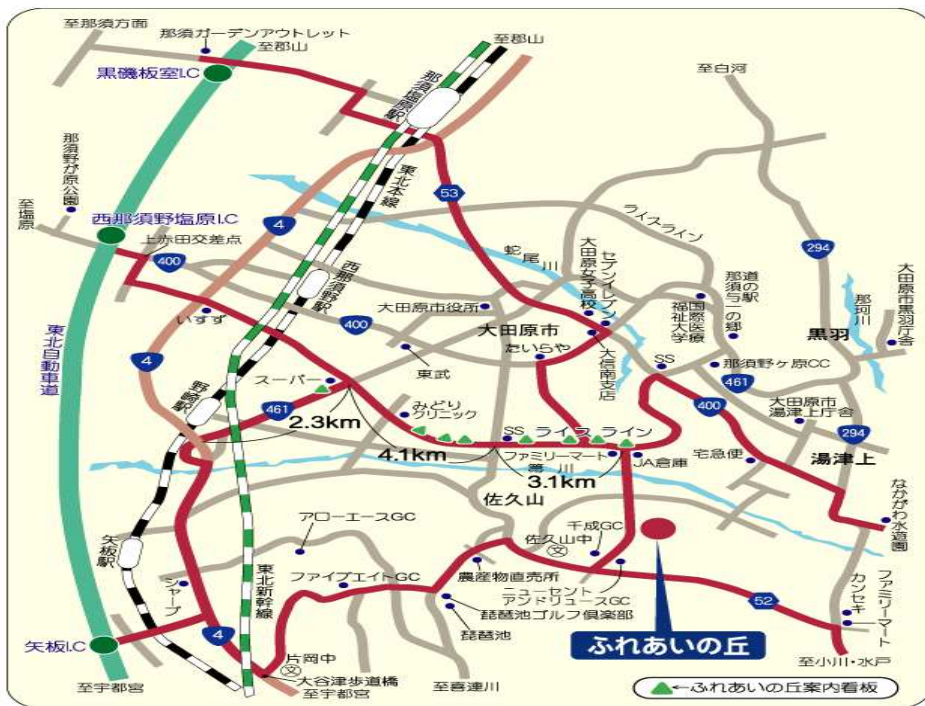 至那須方面
那須ガーデンアウトレット
至郡山
至郡山
黒磯板室I.C
那須塩原駅
至白河
那須野が原公園
東北本線
53
至塩原
西那須野塩原I.C
上赤田交差点
4
ライスライン
294
400
蛇尾川
大田原女子高校
セブンイレブン
国際医療
福祉大学
道の駅
那須与一の郷
那珂川
大田原市黒羽庁舎
西那須野駅
大田原市役所
いすず
400
大田原市
黒羽
東北自動車道
4
たいらや
大信南支店
SS
那須野ヶ原CC
東武
野崎駅
スーパー
461
461
みどり
クリニック
400
大田原市
湯津上庁舎
294
2.3km
SS
ライスライン
4.1km
ファミリーマート
箒川
JA倉庫
宅急便
湯津上
3.1km
佐久山
なかがわ水遊園
矢板駅
アローエースGC
千成GC
佐久山中
文
東北新幹線
シャープ
ファイブエイトGC
農産物直売所
ニューセント
アンドリュースGC
カンセキ
ファミリーマート
琵琶池ゴルフ倶楽部
52
琵琶池
4
矢板I.C
ふれあいの丘
片岡中
文
至小川・水戸
大谷津歩道橋
至宇都宮
至宇都宮
至喜連川
←ふれあいの丘案内看板